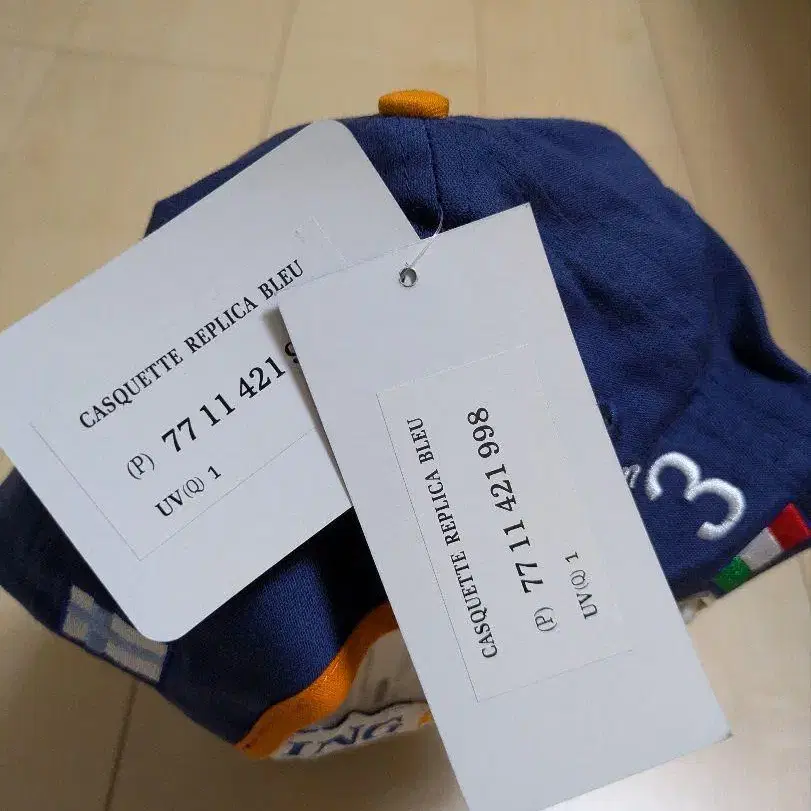 CASQUETTE REPLICA BLEU
(P) 77 11 421 9
UV(Q) 1
CASQUETTE REPLICA BLEU
(P) 77 11 421 998
UV(Q) 1
3
ING